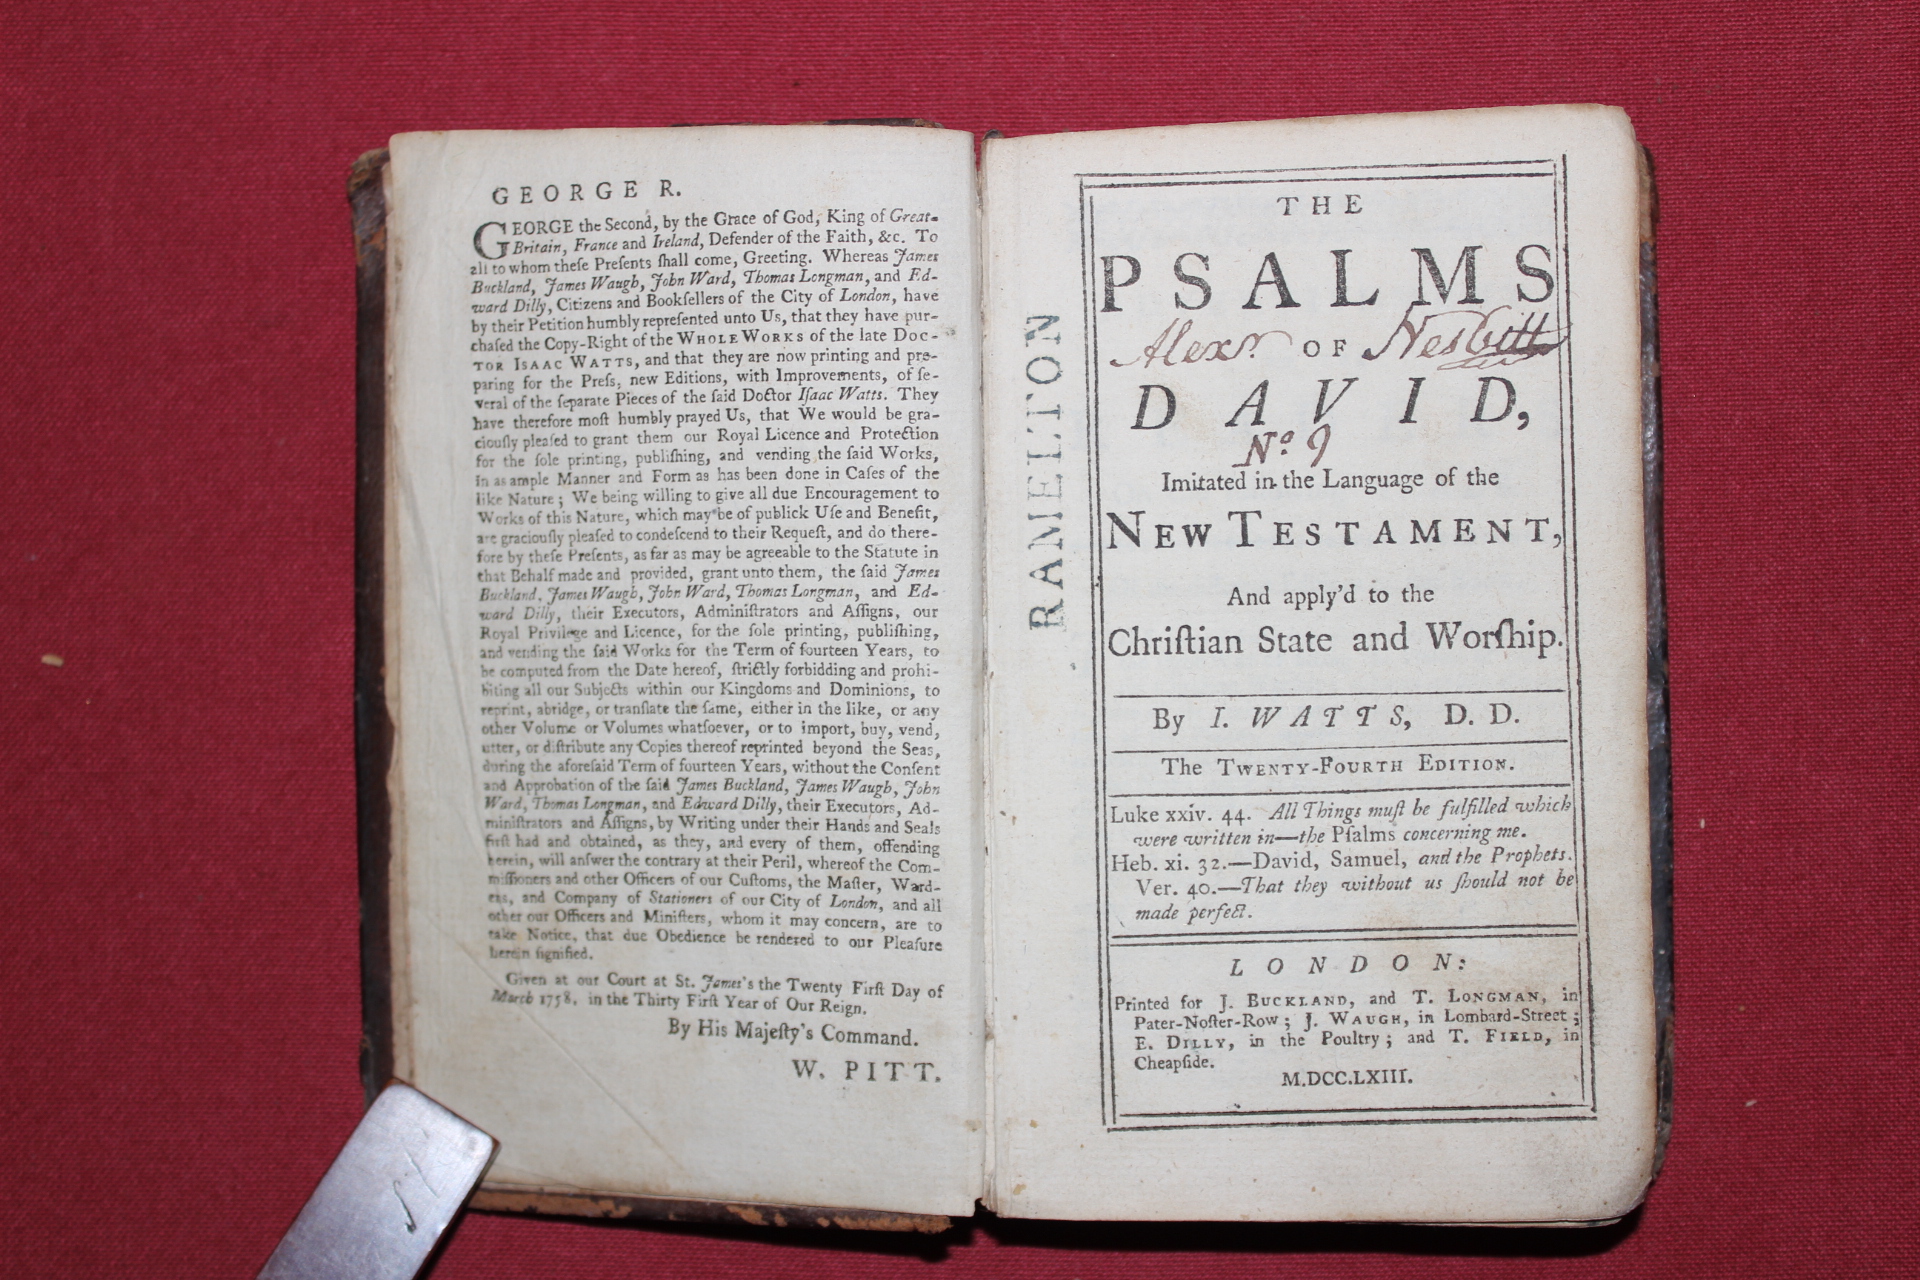 GEORGE R.
GEORGE the Second, by the Grace of God, King of Great-
Britain, France and Ireland, Defender of the Faith, &c. To
all to whom theſe Preſents ſhall come, Greeting. Whereas James
Buckland, James Waugh, John Ward, Thomas Longman, and Ed-
ward Dilly, Citizens and Bookſellers of the City of London, have
by their Petition humbly repreſented unto Us, that they have pur-
chaſed the Copy-Right of the WHOLE WORKS of the late DOC-
TOR ISAAC WATTS, and that they are now printing and pre-
paring for the Preſs, new Editions, with Improvements, of ſe-
veral of the ſeparate Pieces of the ſaid Doctor Iſaac Watts. They
have therefore moſt humbly prayed Us, that We would be gra-
ciouſly pleaſed to grant them our Royal Licence and Protection
for the ſole printing, publiſhing, and vending the ſaid Works,
in as ample Manner and Form as has been done in Caſes of the
like Nature; We being willing to give all due Encouragement to
Works of this Nature, which may be of publick Uſe and Benefit,
are graciouſly pleaſed to condeſcend to their Requeſt, and do there-
fore by theſe Preſents, as far as may be agreeable to the Statute in
that Behalf made and provided, grant unto them, the ſaid James
Buckland, James Waugh, John Ward, Thomas Longman, and Ed-
ward Dilly, their Executors, Adminiſtrators and Aſſigns, our
Royal Privilege and Licence, for the ſole printing, publiſhing,
and vending the ſaid Works for the Term of fourteen Years, to
be computed from the Date hereof, ſtrictly forbidding and prohi-
biting all our Subjects within our Kingdoms and Dominions, to
reprint, abridge, or tranſlate the ſame, either in the like, or any
other Volume or Volumes whatſoever, or to import, buy, vend,
utter, or diſtribute any Copies thereof reprinted beyond the Seas,
during the aforeſaid Term of fourteen Years, without the Conſent
and Approbation of the ſaid James Buckland, James Waugh, John
Ward, Thomas Longman, and Edward Dilly, their Executors, Ad-
miniſtrators and Aſſigns, by Writing under their Hands and Seals
firſt had and obtained, as they, and every of them, offending
herein, will anſwer the contrary at their Peril, whereof the Com-
miſſioners and other Officers of our Cuſtoms, the Maſter, Ward-
ens, and Company of Stationers of our City of London, and all
other our Officers and Miniſters, whom it may concern, are to
take Notice, that due Obedience be rendered to our Pleaſure
herein ſignified.
Given at our Court at St. James's the Twenty Firſt Day of
March 1758, in the Thirty Firſt Year of Our Reign.
By His Majeſty's Command.
W. PITT.
RAMELTON
THE
PSALMS
Alexr. OF Nesbitt
DAVID,
No. 9
Imitated in the Language of the
NEW TESTAMENT,
And apply'd to the
Chriſtian State and Worſhip.
By I. WATTS, D. D.
The TWENTY-FOURTH EDITION.
Luke xxiv. 44. All Things muſt be fulfilled which
were written in—the Pſalms concerning me.
Heb. xi. 32.—David, Samuel, and the Prophets.
Ver. 40.—That they without us ſhould not be
made perfect.
LONDON:
Printed for J. BUCKLAND, and T. LONGMAN, in
Pater-Noſter-Row; J. WAUGH, in Lombard-Street;
E. DILLY, in the Poultry; and T. FIELD, in
Cheapſide.
M.DCC.LXIII.